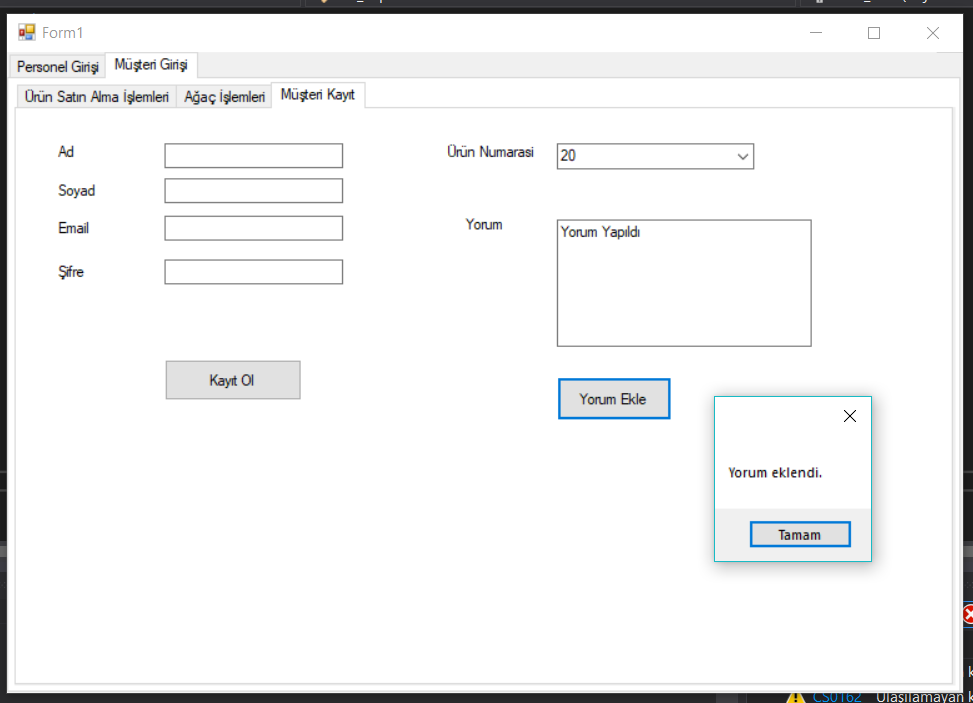 Form1
Personel Girişi
Müşteri Girişi
Ürün Satın Alma İşlemleri
Ağaç İşlemleri
Müşteri Kayıt
Ad
Soyad
Email
Şifre
Kayıt Ol
Ürün Numarasi
20
Yorum
Yorum Yapıldı
Yorum Ekle
Yorum eklendi.
Tamam
CS0162 Ulaşılamayan k